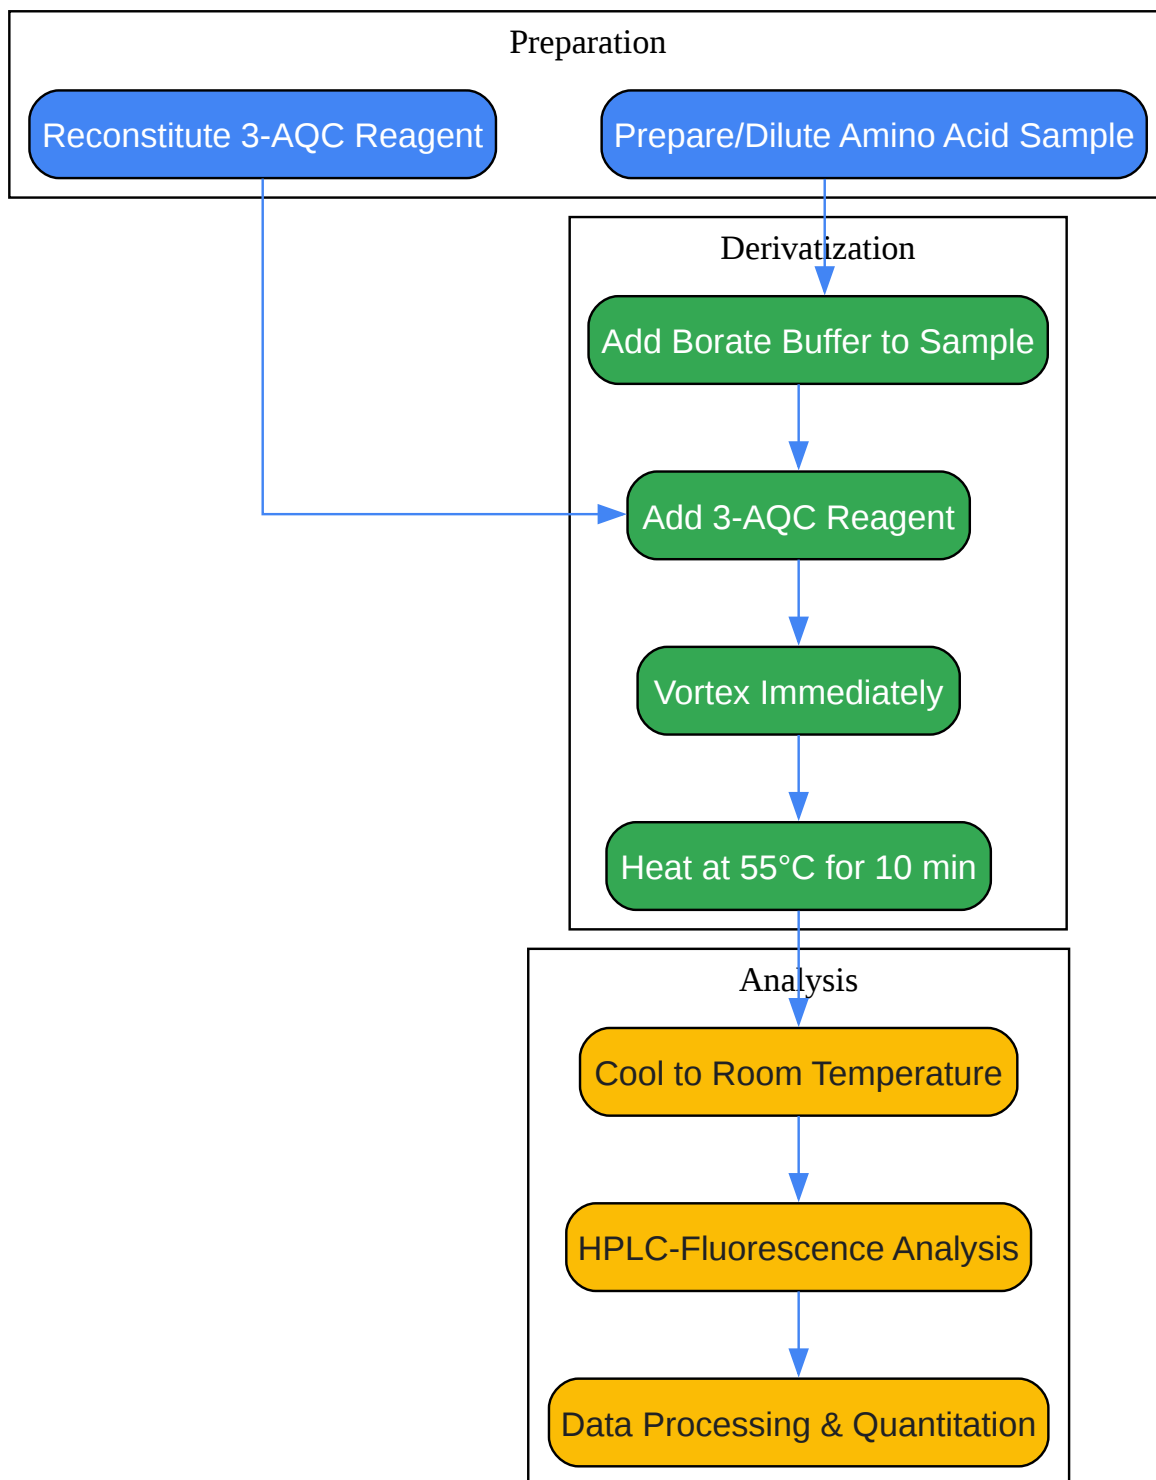 Preparation
Reconstitute 3-AQC Reagent
Prepare/Dilute Amino Acid Sample
Derivatization
Add Borate Buffer to Sample
Add 3-AQC Reagent
Vortex Immediately
Heat at 55°C for 10 min
Analysis
Cool to Room Temperature
HPLC-Fluorescence Analysis
Data Processing & Quantitation